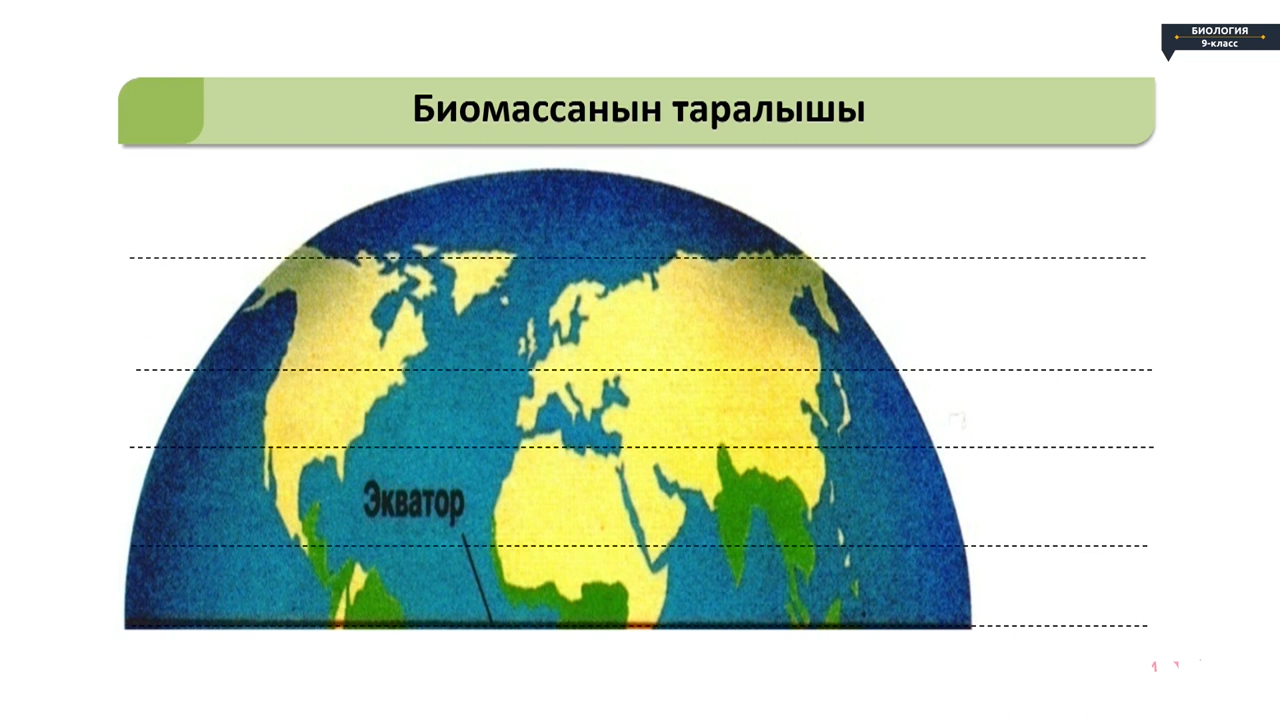 БИОЛОГИЯ
9-класс
Биомассанын таралышы
Экватор